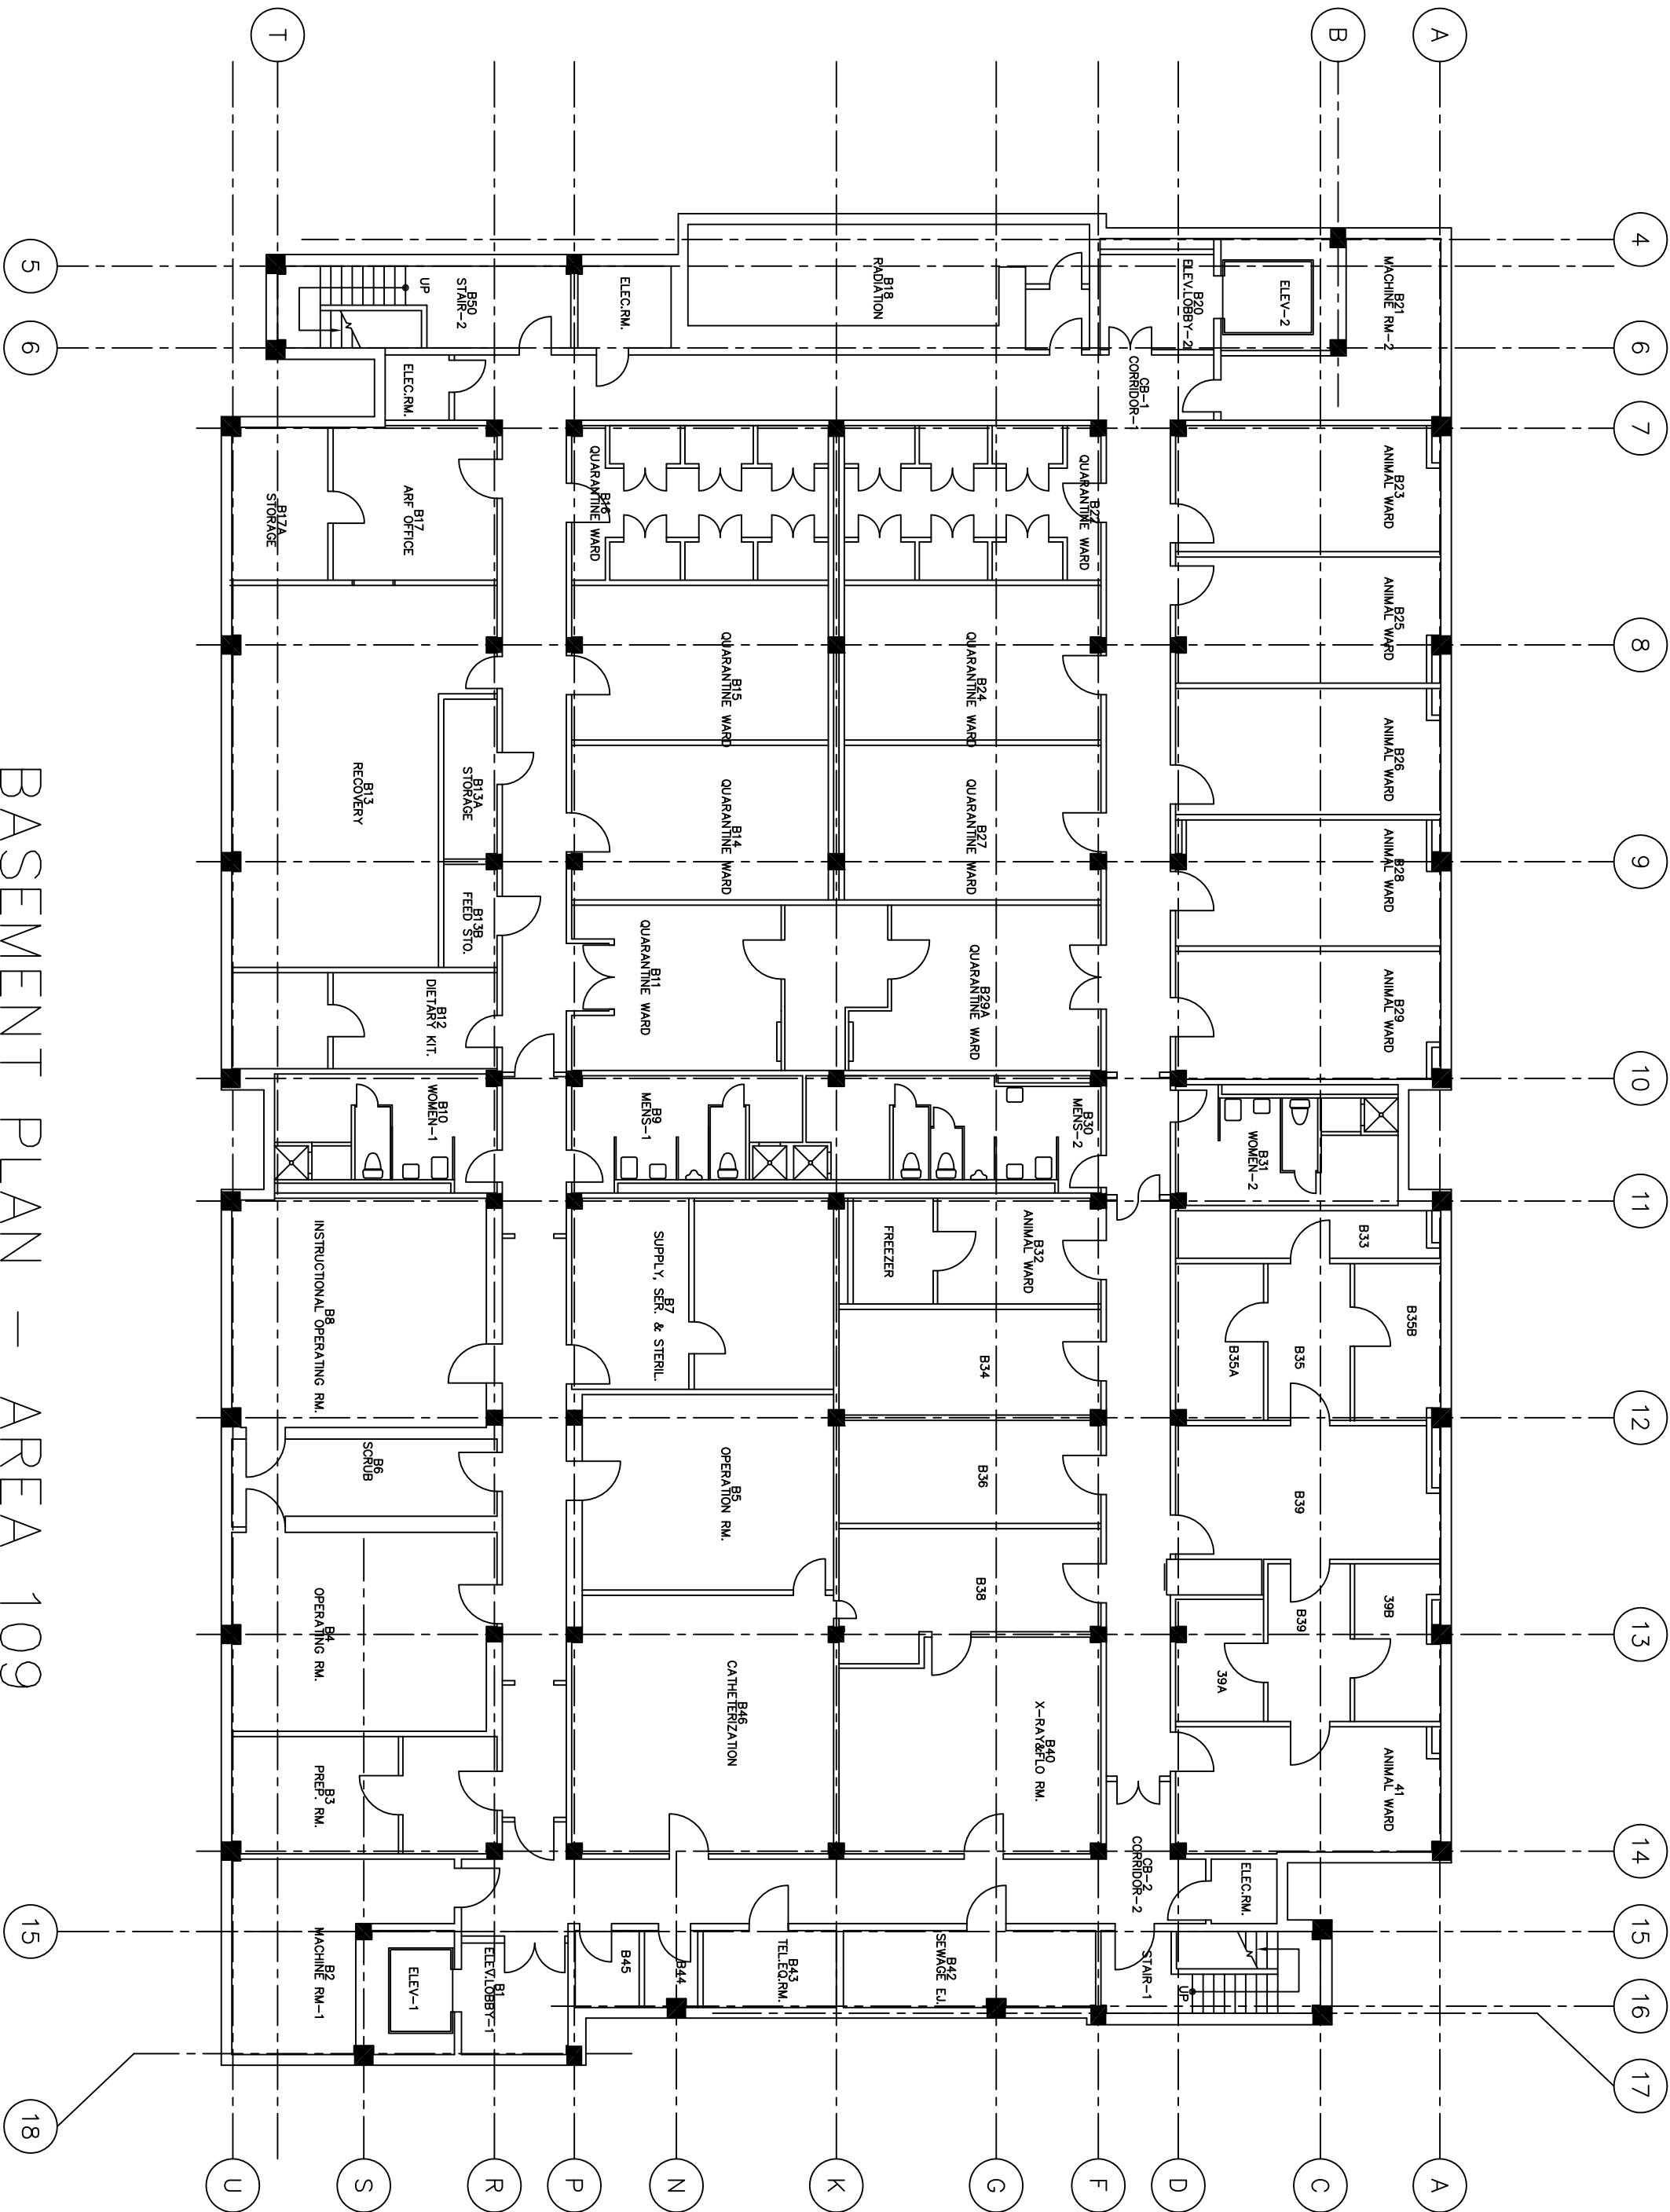 4
5
6
6
7
8
9
10
11
12
13
14
15
15
16
17
18
A
B
T
A
C
D
F
G
K
N
P
R
S
U
B21
MACHINE RM-2
ELEV-2
B20
ELEV.LOBBY-2
CB-1
CORRIDOR-1
B18
RADIATION
ELEC.RM.
B50
STAIR-2
UP
ELEC.RM.
B23
ANIMAL WARD
B25
ANIMAL WARD
B26
ANIMAL WARD
B28
ANIMAL WARD
B29
ANIMAL WARD
B22
QUARANTINE WARD
B24
QUARANTINE WARD
B27
QUARANTINE WARD
B29A
QUARANTINE WARD
B16
QUARANTINE WARD
B15
QUARANTINE WARD
B14
QUARANTINE WARD
B11
QUARANTINE WARD
B17
ARF OFFICE
B17A
STORAGE
B13
RECOVERY
B13A
STORAGE
B13B
FEED STO.
B12
DIETARY KIT.
B31
WOMEN-2
B30
MENS-2
B9
MENS-1
B10
WOMEN-1
B33
B35B
B35
B35A
B39
39B
B39
39A
41
ANIMAL WARD
B32
ANIMAL WARD
FREEZER
B34
B36
B38
B40
X-RAY&FLO RM.
B7
SUPPLY, SER. & STERIL.
B5
OPERATION RM.
B46
CATHETERIZATION
B8
INSTRUCTIONAL OPERATING RM.
B6
SCRUB
B4
OPERATING RM.
B3
PREP. RM.
CB-2
CORRIDOR-2
ELEC.RM.
STAIR-1
UP
B42
SEWAGE EJ.
B43
TEL.EQ.RM.
B44
B45
B1
ELEV.LOBBY-1
ELEV-1
B2
MACHINE RM-1
BASEMENT PLAN - AREA 109